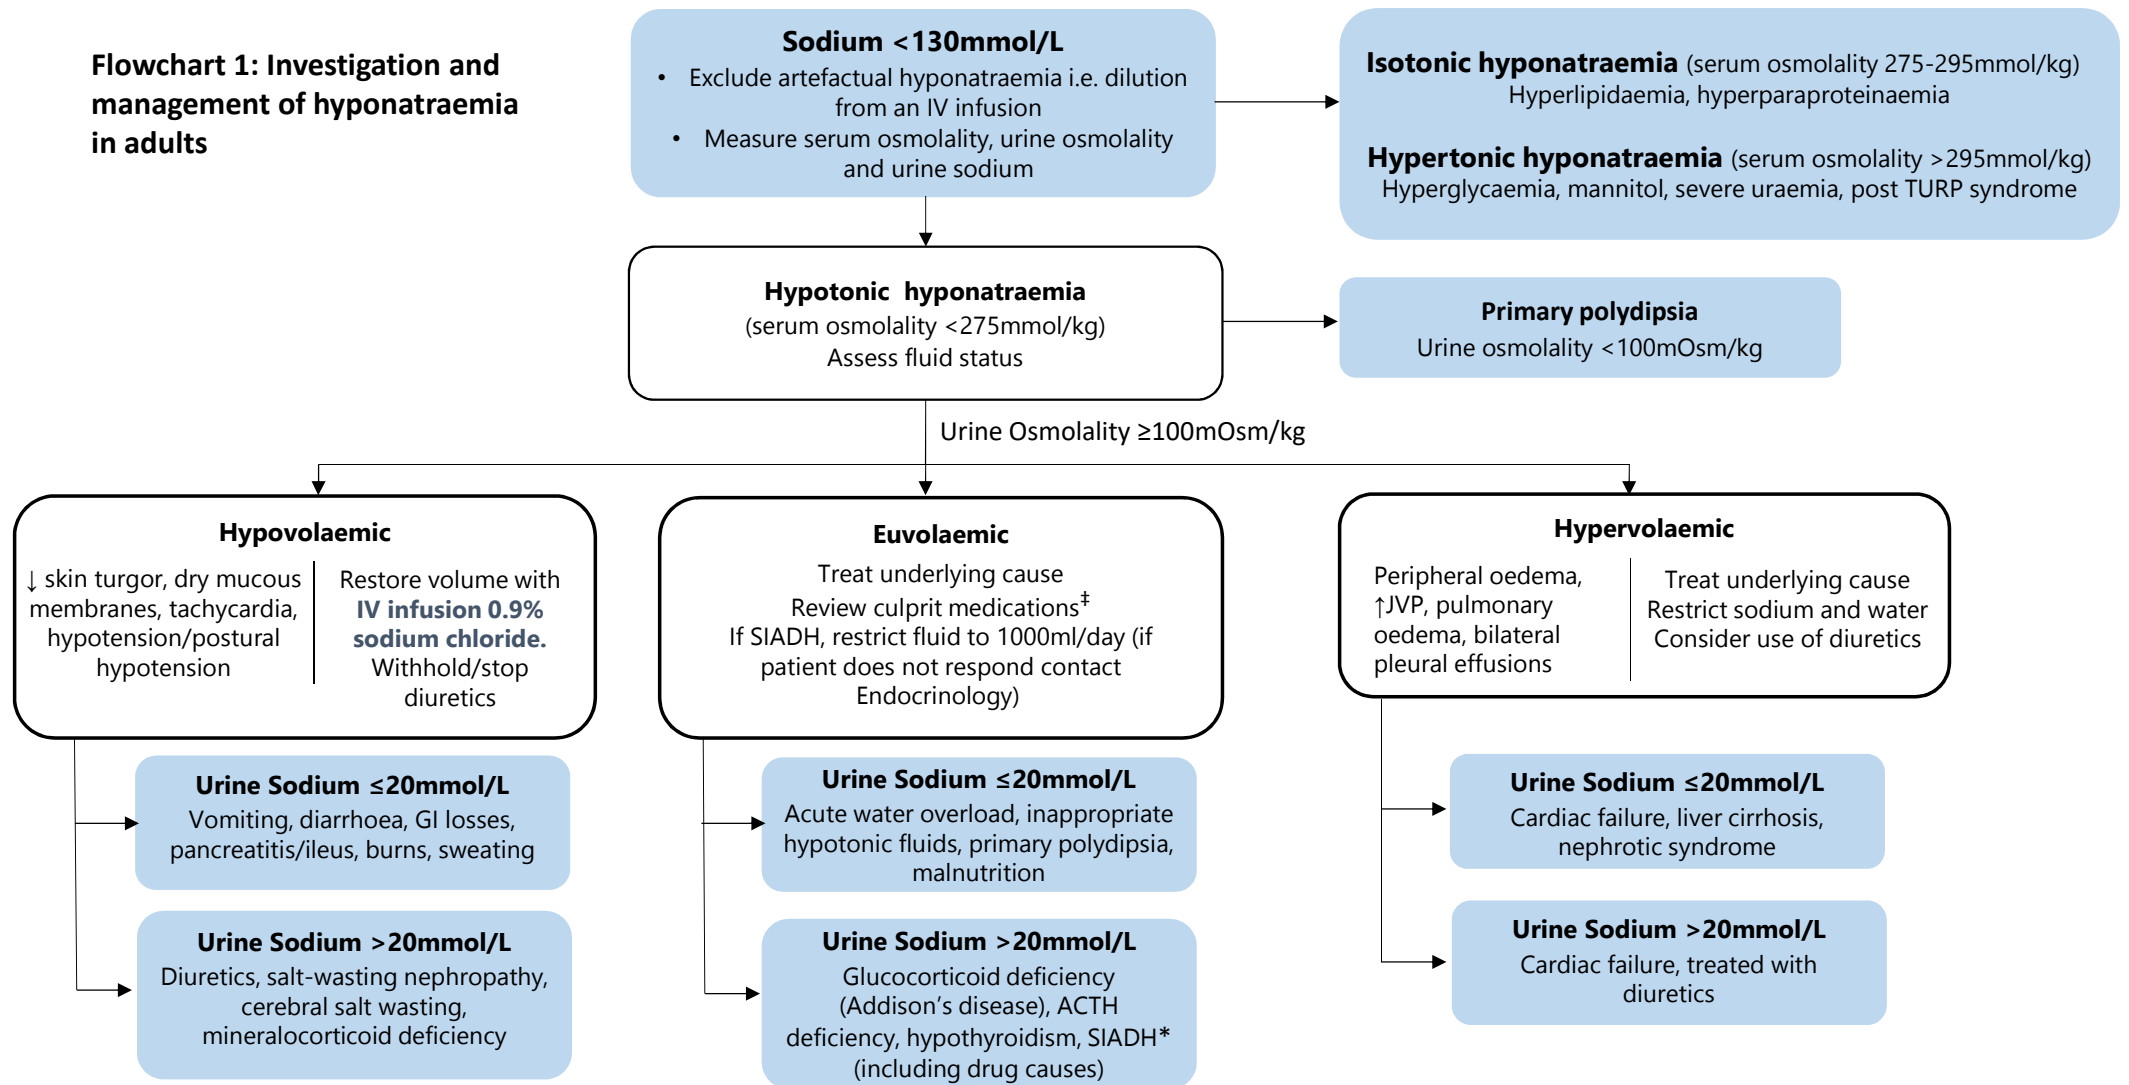 Flowchart 1: Investigation and
management of hyponatraemia
in adults
Sodium <130mmol/L
• Exclude artefactual hyponatraemia i.e. dilution
from an IV infusion
• Measure serum osmolality, urine osmolality
and urine sodium
Isotonic hyponatraemia (serum osmolality 275-295mmol/kg)
Hyperlipidaemia, hyperparaproteinaemia
Hypertonic hyponatraemia (serum osmolality >295mmol/kg)
Hyperglycaemia, mannitol, severe uraemia, post TURP syndrome
Hypotonic hyponatraemia
(serum osmolality <275mmol/kg)
Assess fluid status
Primary polydipsia
Urine osmolality <100mOsm/kg
Urine Osmolality ≥100mOsm/kg
Hypovolaemic
↓ skin turgor, dry mucous
membranes, tachycardia,
hypotension/postural
hypotension
Restore volume with
IV infusion 0.9%
sodium chloride.
Withhold/stop
diuretics
Euvolaemic
Treat underlying cause
Review culprit medications‡
If SIADH, restrict fluid to 1000ml/day (if
patient does not respond contact
Endocrinology)
Hypervolaemic
Peripheral oedema,
↑JVP, pulmonary
oedema, bilateral
pleural effusions
Treat underlying cause
Restrict sodium and water
Consider use of diuretics
Urine Sodium ≤20mmol/L
Vomiting, diarrhoea, GI losses,
pancreatitis/ileus, burns, sweating
Urine Sodium >20mmol/L
Diuretics, salt-wasting nephropathy,
cerebral salt wasting,
mineralocorticoid deficiency
Urine Sodium ≤20mmol/L
Acute water overload, inappropriate
hypotonic fluids, primary polydipsia,
malnutrition
Urine Sodium >20mmol/L
Glucocorticoid deficiency
(Addison's disease), ACTH
deficiency, hypothyroidism, SIADH*
(including drug causes)
Urine Sodium ≤20mmol/L
Cardiac failure, liver cirrhosis,
nephrotic syndrome
Urine Sodium >20mmol/L
Cardiac failure, treated with
diuretics